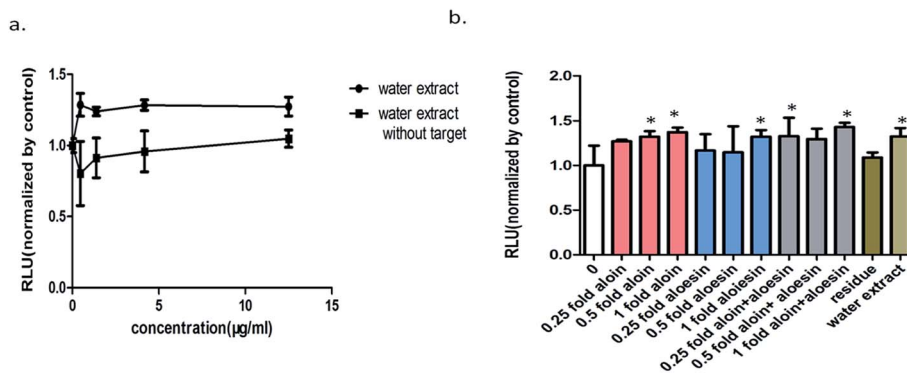 a.
RLU(normalized by control)
1.5
1.0
0.5
0.0
0
5
10
15
concentration(µg/ml)
water extract
water extract
without target
b.
RLU(normalized by control)
2.0
1.5
1.0
0.5
0.0
* * * * * *
0
0.25 fold aloin
0.5 fold aloin
1 fold aloin
0.25 fold aloesin
0.5 fold aloesin
1 fold aloesin
0.25 fold aloin+aloesin
0.5 fold aloin+ aloesin
1 fold aloin+aloesin
residue
water extract